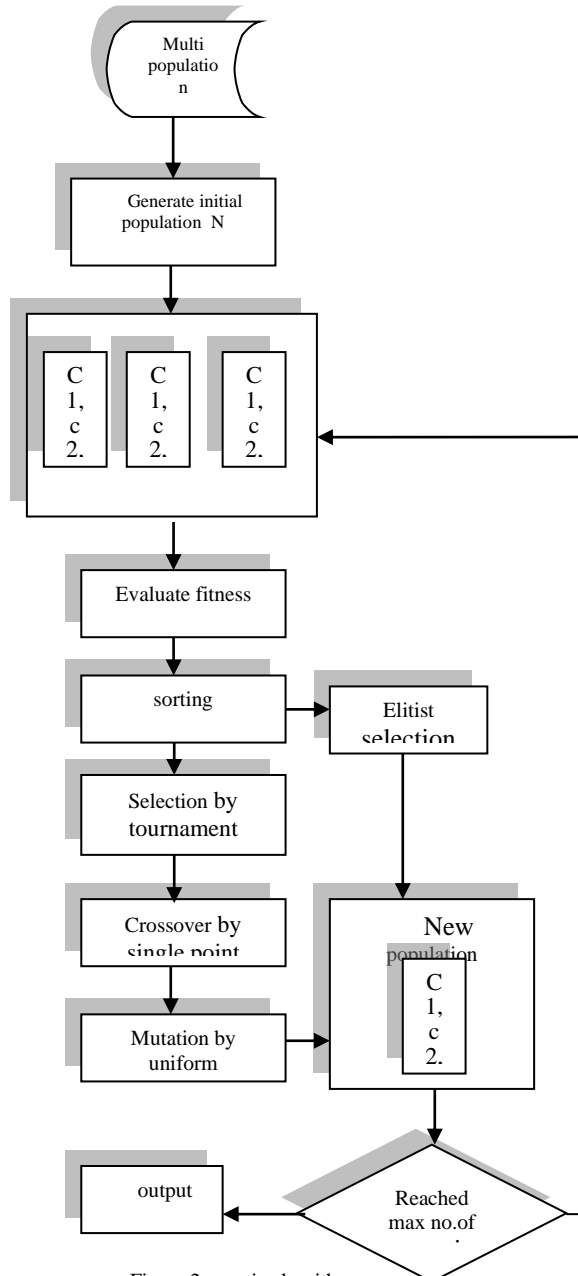 Multi
populatio
n
Generate initial
population N
C
1,
c
2.
C
1,
c
2.
C
1,
c
2.
Evaluate fitness
sorting
Elitist
selection
Selection by
tournament
Crossover by
single point
Mutation by
uniform
New
population
C
1,
c
2.
output
Reached
max no.of